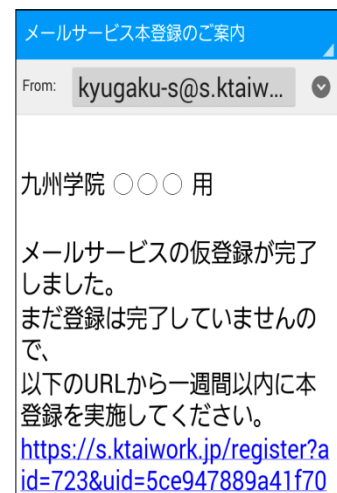 メールサービス本登録のご案内
From: kyugaku-s@s.ktaiw...
九州学院 ○○○ 用
メールサービスの仮登録が完了
しました。
まだ登録は完了していませんの
で、
以下のURLから一週間以内に本
登録を実施してください。
https://s.ktaiwork.jp/register?a
id=723&uid=5ce947889a41f70